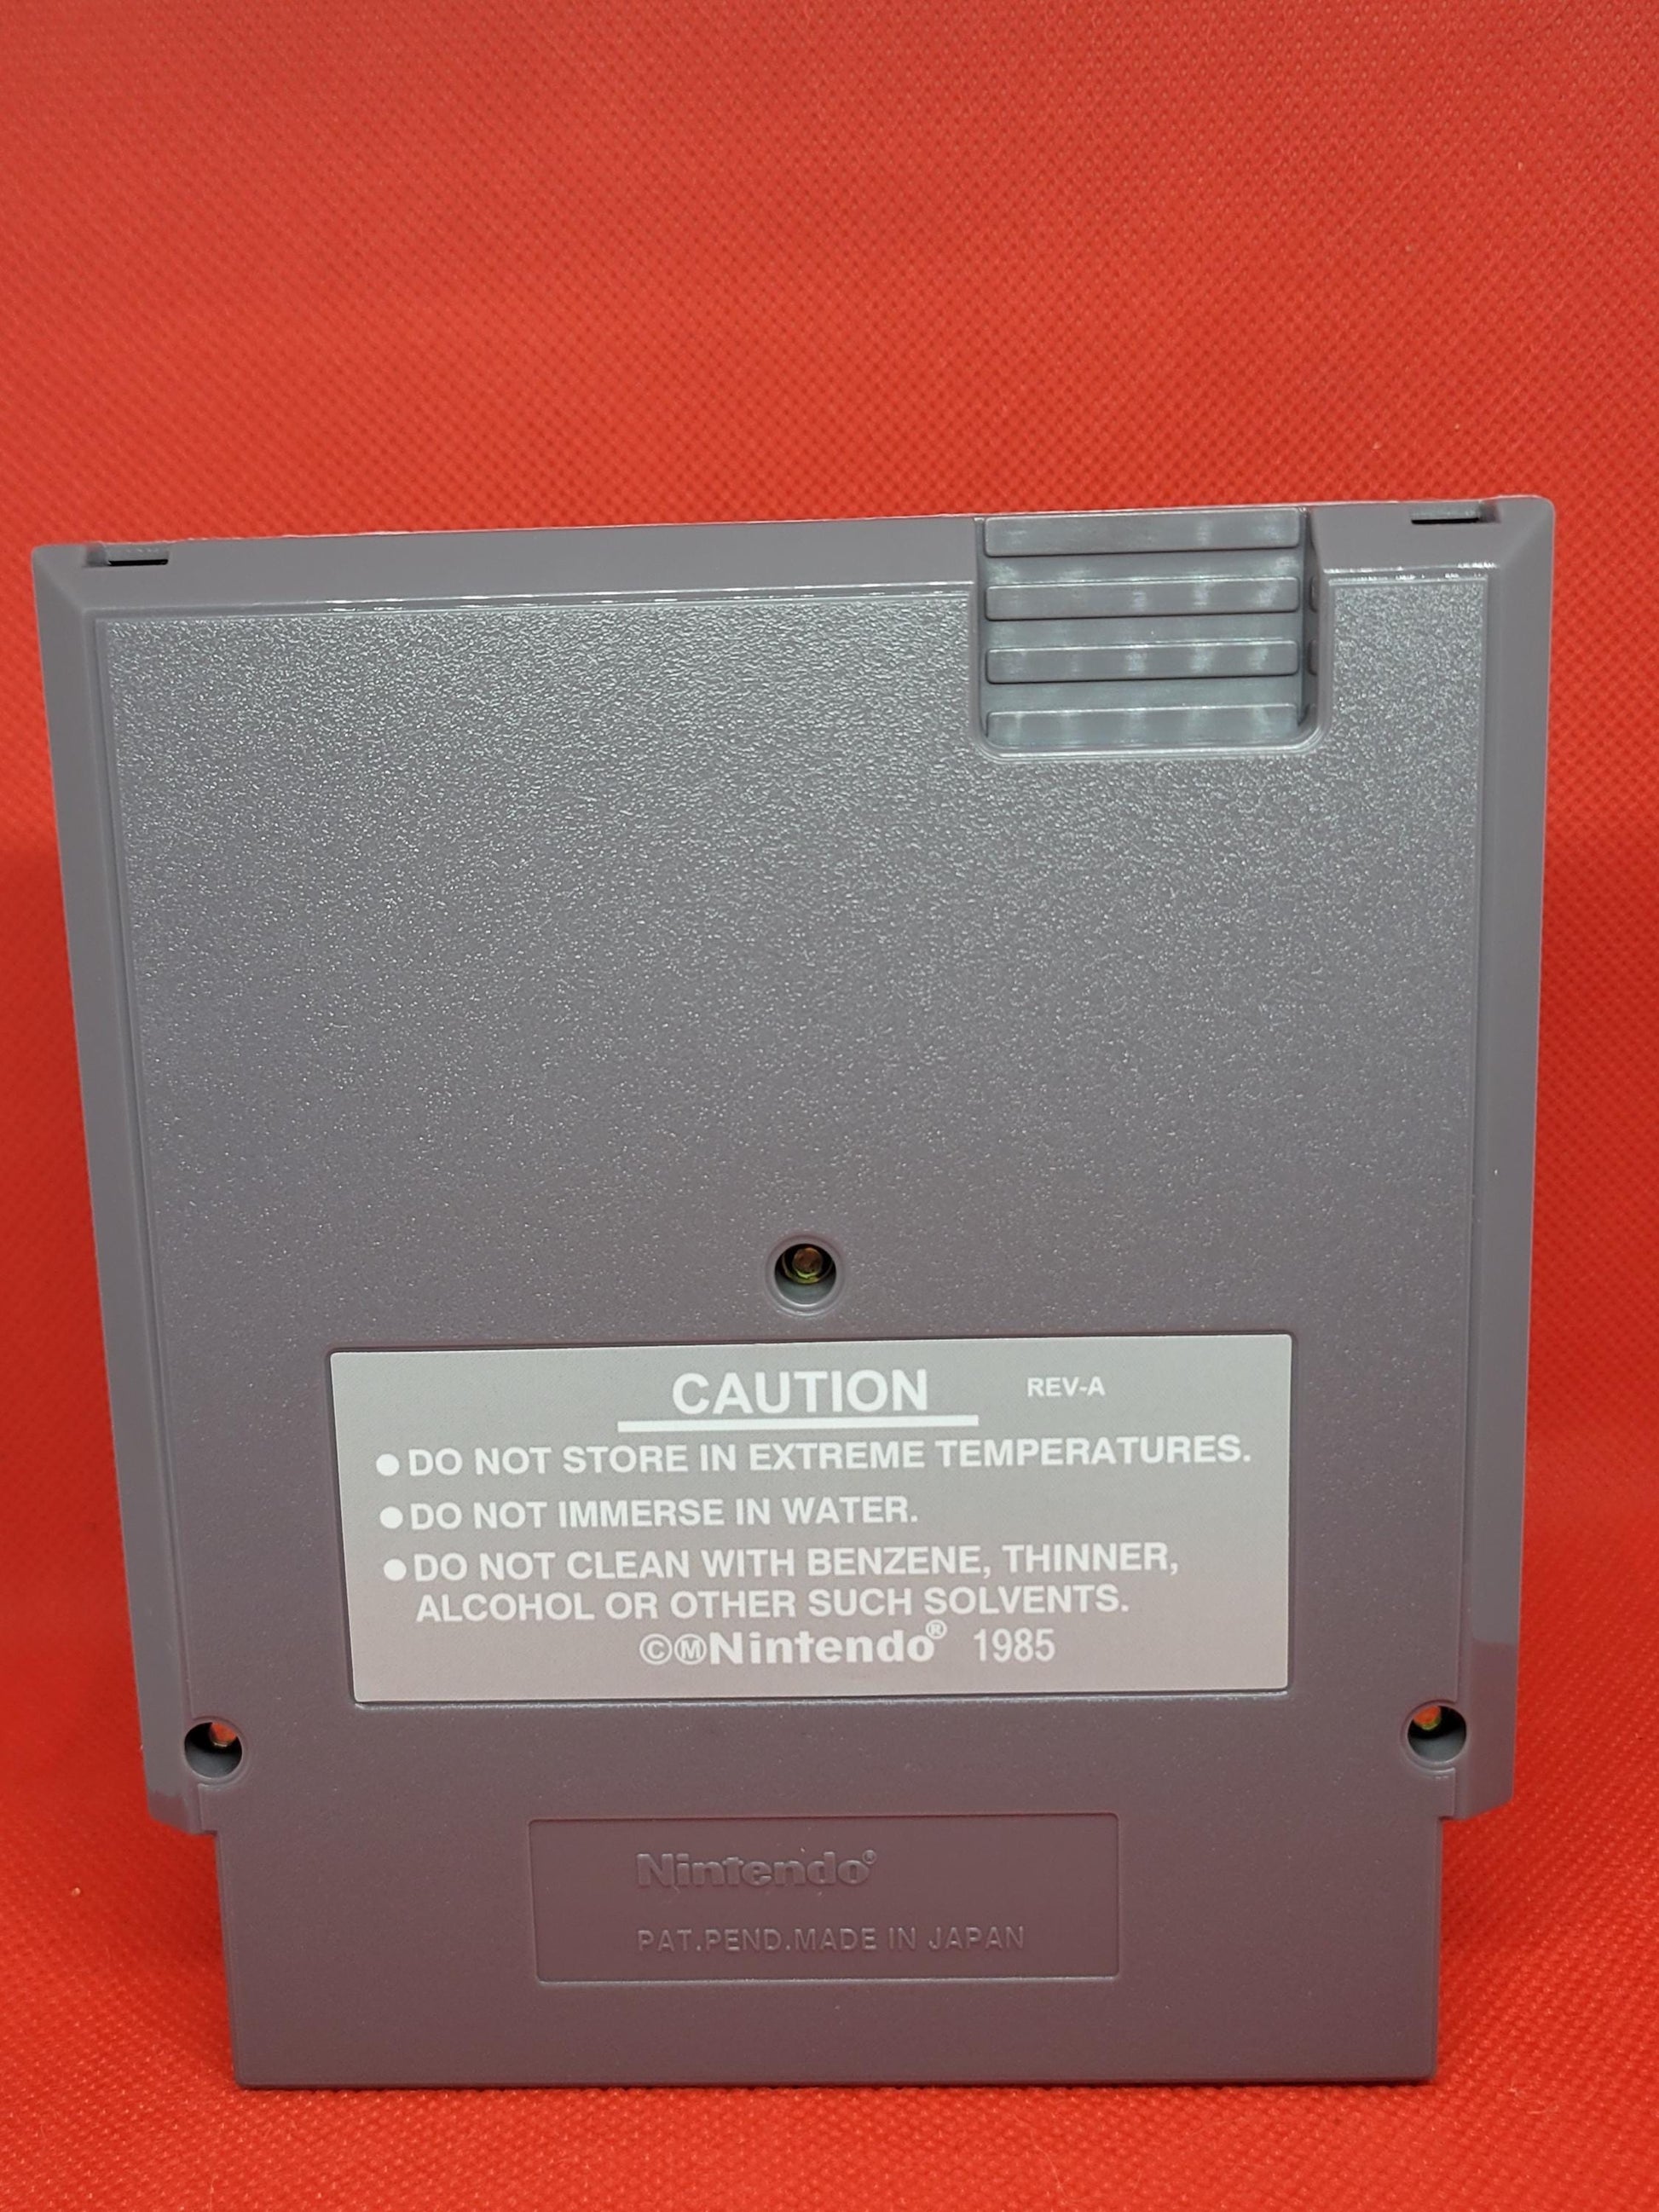 CAUTION REV-A
●DO NOT STORE IN EXTREME TEMPERATURES.
●DO NOT IMMERSE IN WATER.
●DO NOT CLEAN WITH BENZENE, THINNER,
ALCOHOL OR OTHER SUCH SOLVENTS.
©ⓂNintendo® 1985
Nintendo®
PAT.PEND.MADE IN JAPAN